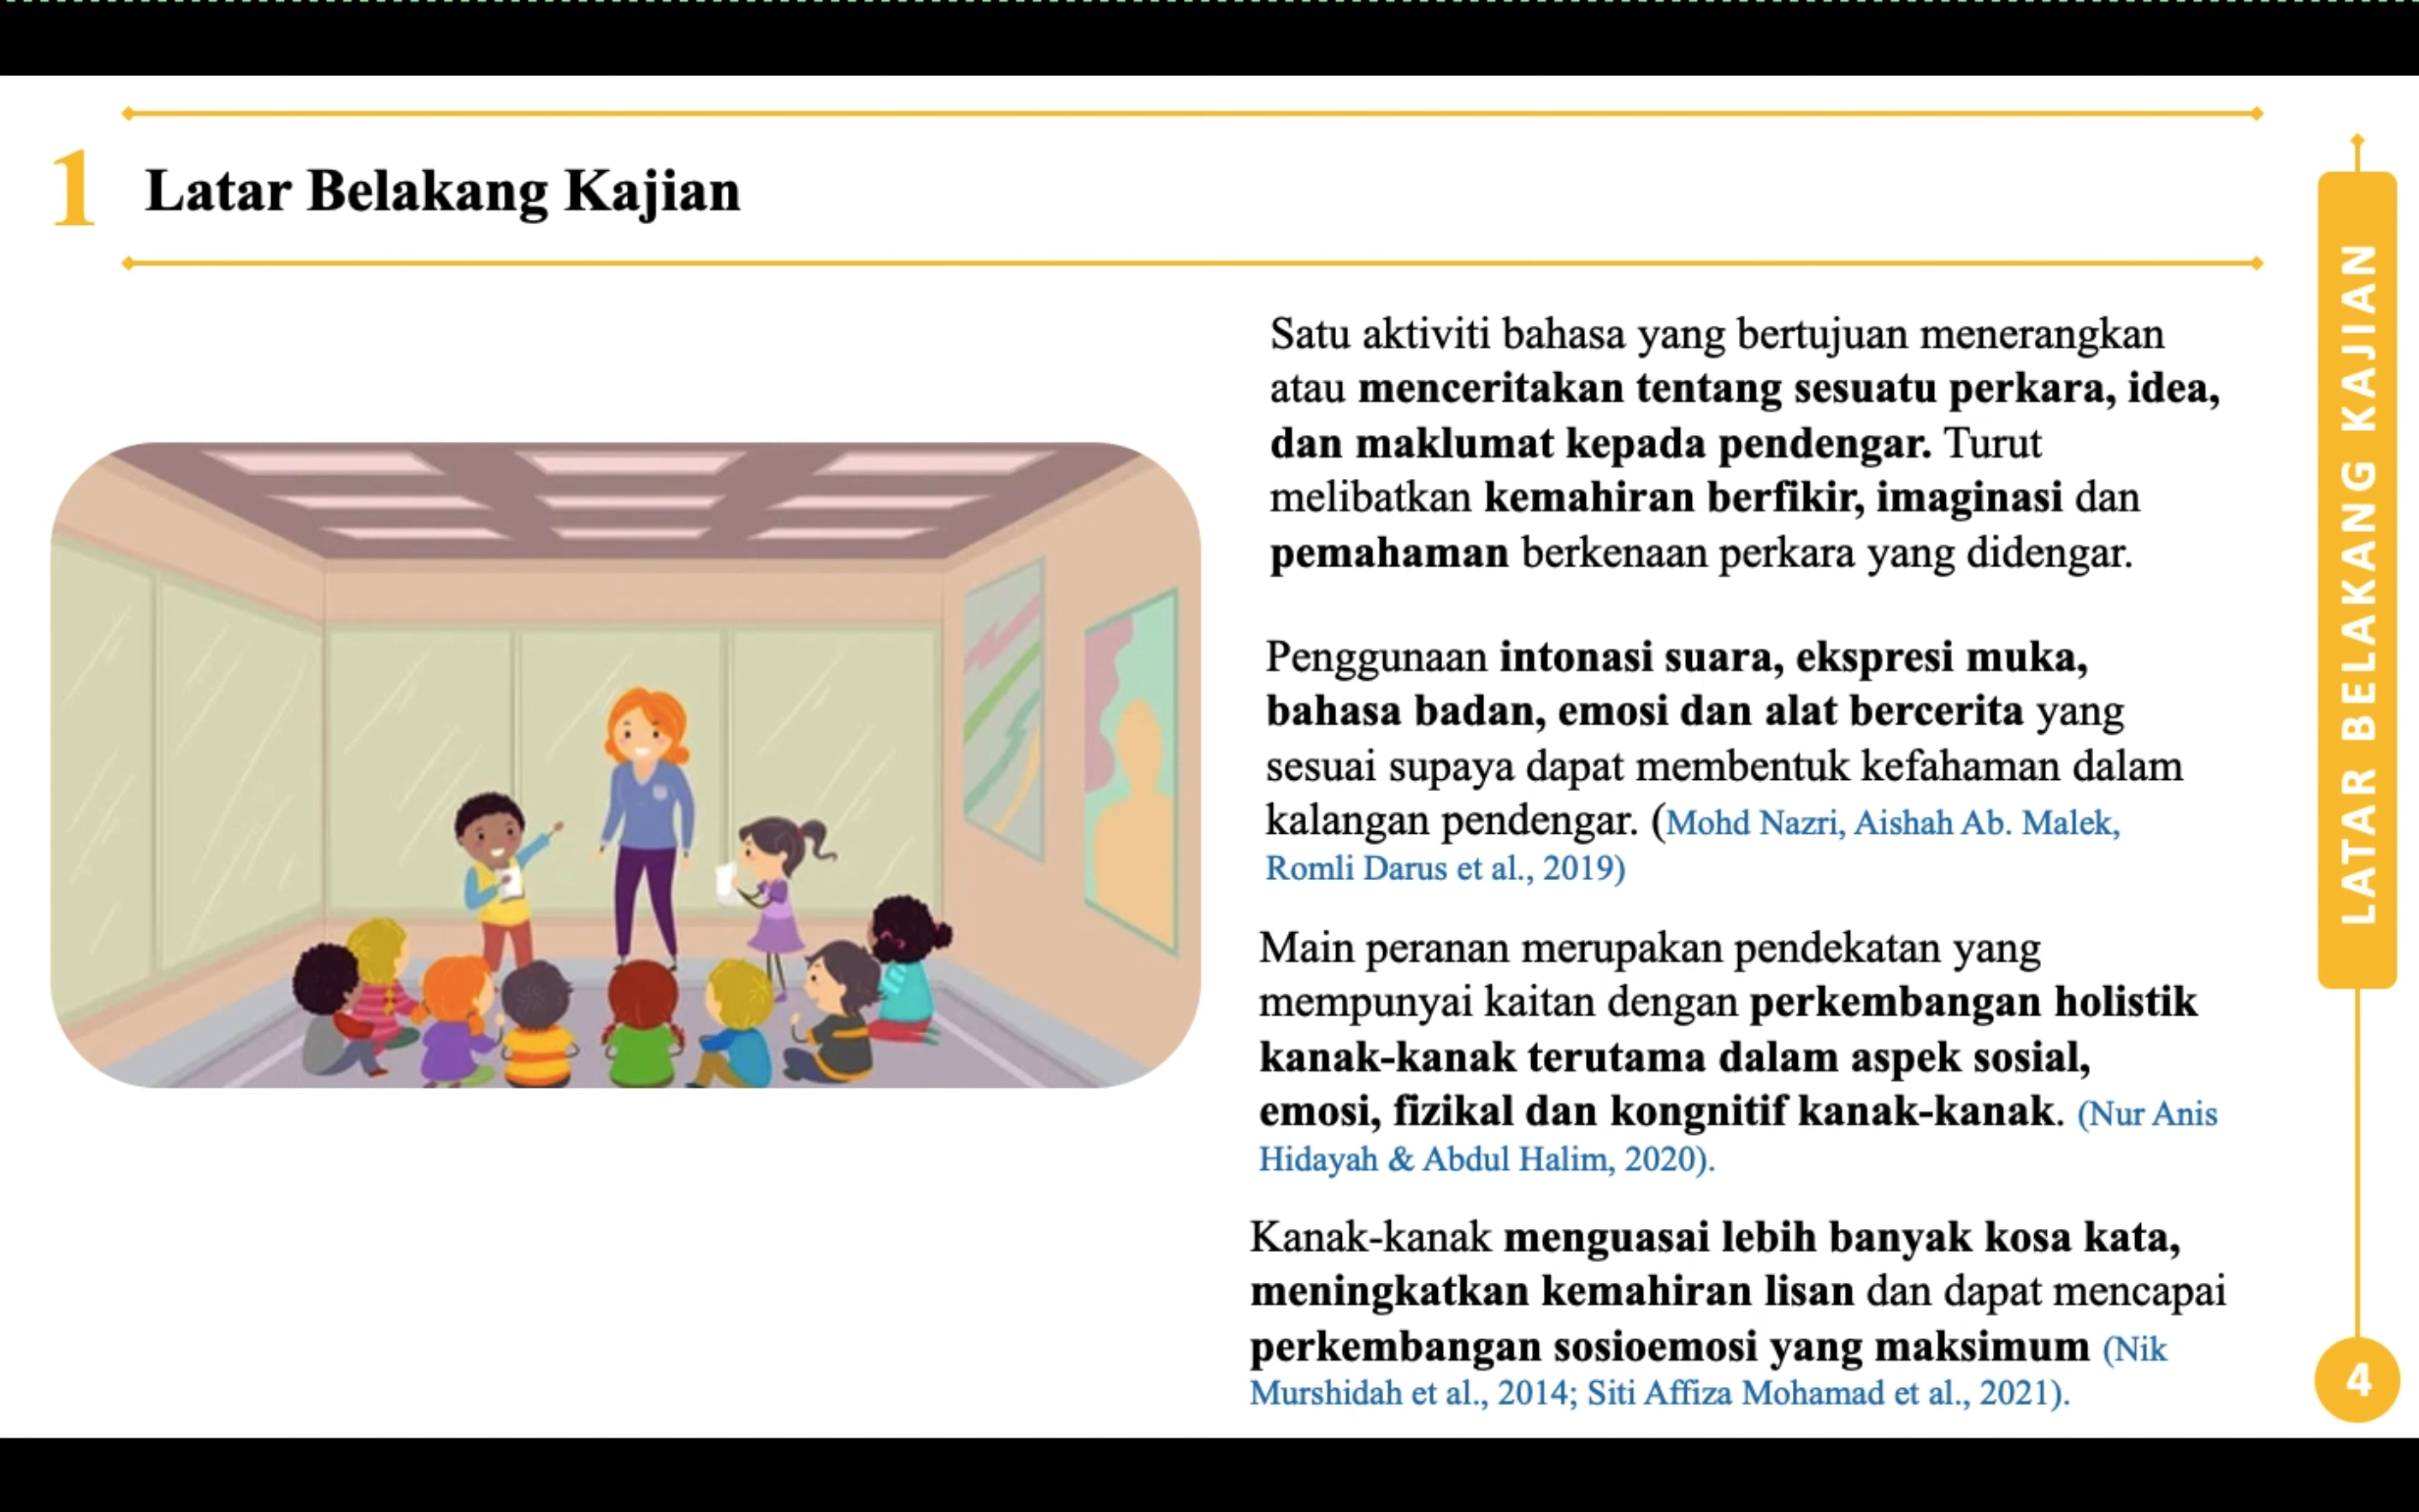 1 Latar Belakang Kajian
Satu aktiviti bahasa yang bertujuan menerangkan
atau menceritakan tentang sesuatu perkara, idea,
dan maklumat kepada pendengar. Turut
melibatkan kemahiran berfikir, imaginasi dan
pemahaman berkenaan perkara yang didengar.
Penggunaan intonasi suara, ekspresi muka,
bahasa badan, emosi dan alat bercerita yang
sesuai supaya dapat membentuk kefahaman dalam
kalangan pendengar. (Mohd Nazri, Aishah Ab. Malek,
Romli Darus et al., 2019)
Main peranan merupakan pendekatan yang
mempunyai kaitan dengan perkembangan holistik
kanak-kanak terutama dalam aspek sosial,
emosi, fizikal dan kongnitif kanak-kanak. (Nur Anis
Hidayah & Abdul Halim, 2020).
Kanak-kanak menguasai lebih banyak kosa kata,
meningkatkan kemahiran lisan dan dapat mencapai
perkembangan sosioemosi yang maksimum (Nik
Murshidah et al., 2014; Siti Affiza Mohamad et al., 2021).
LATAR BELAKANG KAJIAN
4